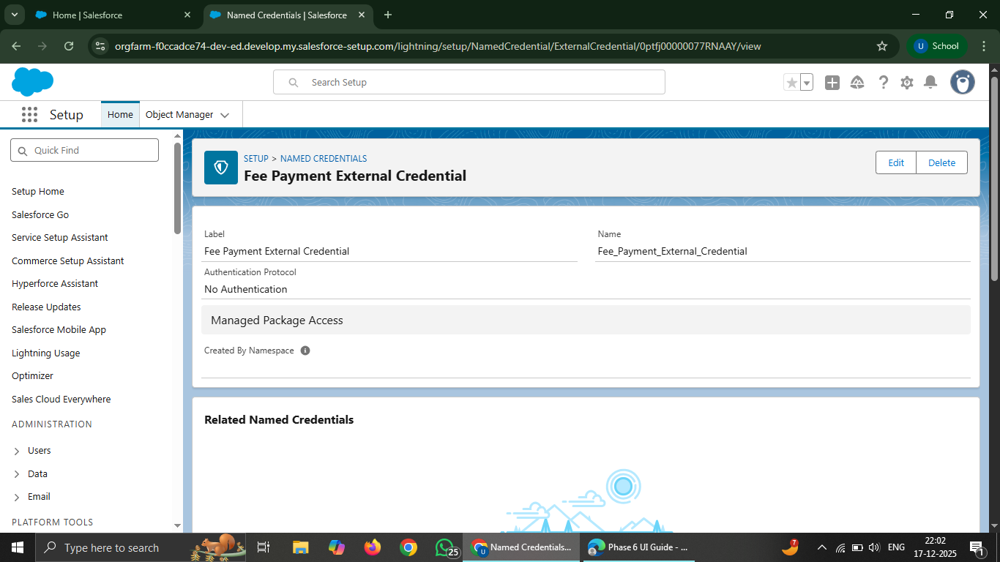 Home | Salesforce
Named Credentials | Salesforce
orgfarm-f0ccadce74-dev-ed.develop.my.salesforce-setup.com/lightning/setup/NamedCredential/ExternalCredential/0ptfj00000077RNAAY/view
U School
Search Setup
Setup
Home
Object Manager
Quick Find
Setup Home
Salesforce Go
Service Setup Assistant
Commerce Setup Assistant
Hyperforce Assistant
Release Updates
Salesforce Mobile App
Lightning Usage
Optimizer
Sales Cloud Everywhere
ADMINISTRATION
Users
Data
Email
PLATFORM TOOLS
SETUP > NAMED CREDENTIALS
Fee Payment External Credential
Edit
Delete
Label
Fee Payment External Credential
Name
Fee_Payment_External_Credential
Authentication Protocol
No Authentication
Managed Package Access
Created By Namespace
Related Named Credentials
Type here to search
25
U
Named Credentials...
Phase 6 UI Guide - ...
7
ENG
22:02
17-12-2025
1